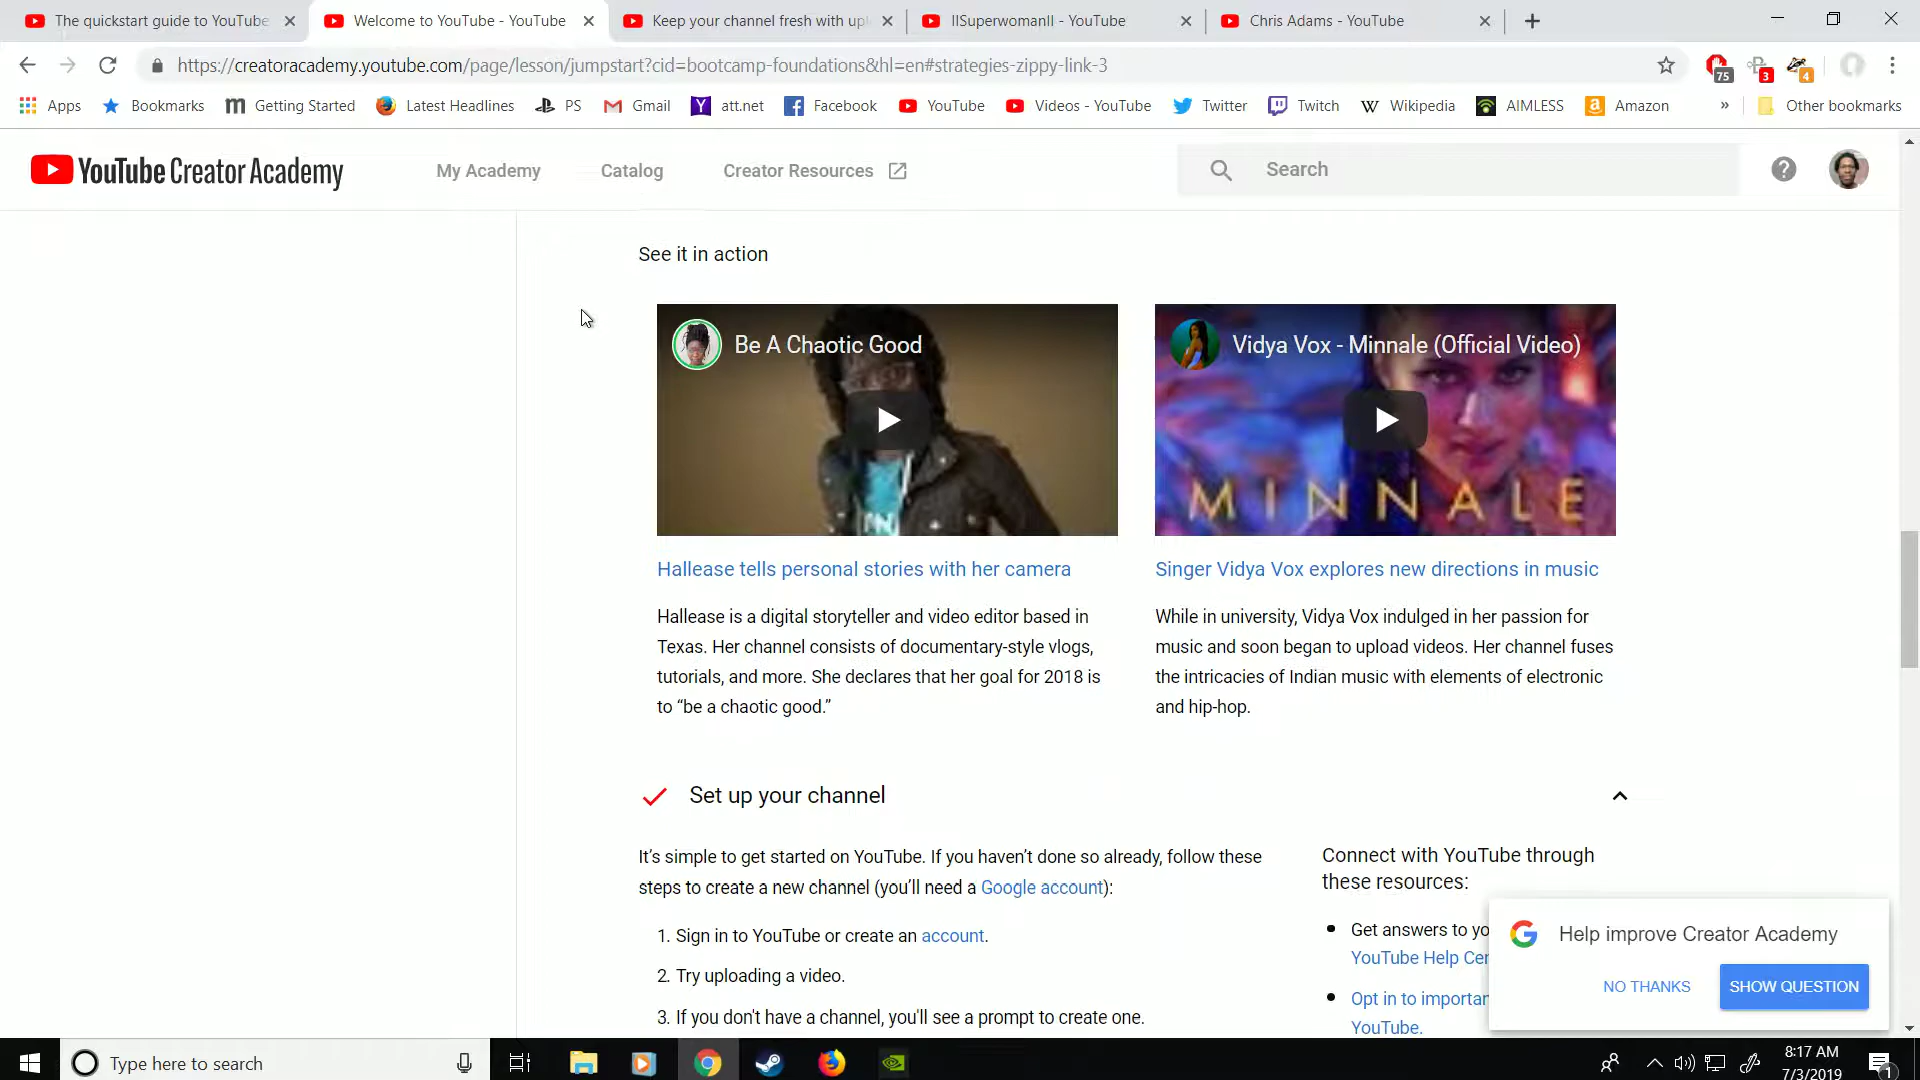 The quickstart guide to YouTube
Welcome to YouTube - YouTube
Keep your channel fresh with upl
IISuperwomanII - YouTube
Chris Adams - YouTube
https://creatoracademy.youtube.com/page/lesson/jumpstart?cid=bootcamp-foundations&hl=en#strategies-zippy-link-3
75
3
4
Apps
Bookmarks
Getting Started
Latest Headlines
PS
Gmail
att.net
Facebook
YouTube
Videos - YouTube
Twitter
Twitch
Wikipedia
AIMLESS
Amazon
»
Other bookmarks
YouTube Creator Academy
My Academy
Catalog
Creator Resources
Search
See it in action
Be A Chaotic Good
Vidya Vox - Minnale (Official Video)
MINNALE
Hallease tells personal stories with her camera
Hallease is a digital storyteller and video editor based in
Texas. Her channel consists of documentary-style vlogs,
tutorials, and more. She declares that her goal for 2018 is
to “be a chaotic good.”
Singer Vidya Vox explores new directions in music
While in university, Vidya Vox indulged in her passion for
music and soon began to upload videos. Her channel fuses
the intricacies of Indian music with elements of electronic
and hip-hop.
Set up your channel
It’s simple to get started on YouTube. If you haven’t done so already, follow these
steps to create a new channel (you’ll need a Google account):
1. Sign in to YouTube or create an account.
2. Try uploading a video.
3. If you don't have a channel, you'll see a prompt to create one.
Connect with YouTube through
these resources:
Get answers to yo
YouTube Help Cen
Opt in to importan
YouTube.
Help improve Creator Academy
NO THANKS
SHOW QUESTION
Type here to search
8:17 AM
7/3/2019
1